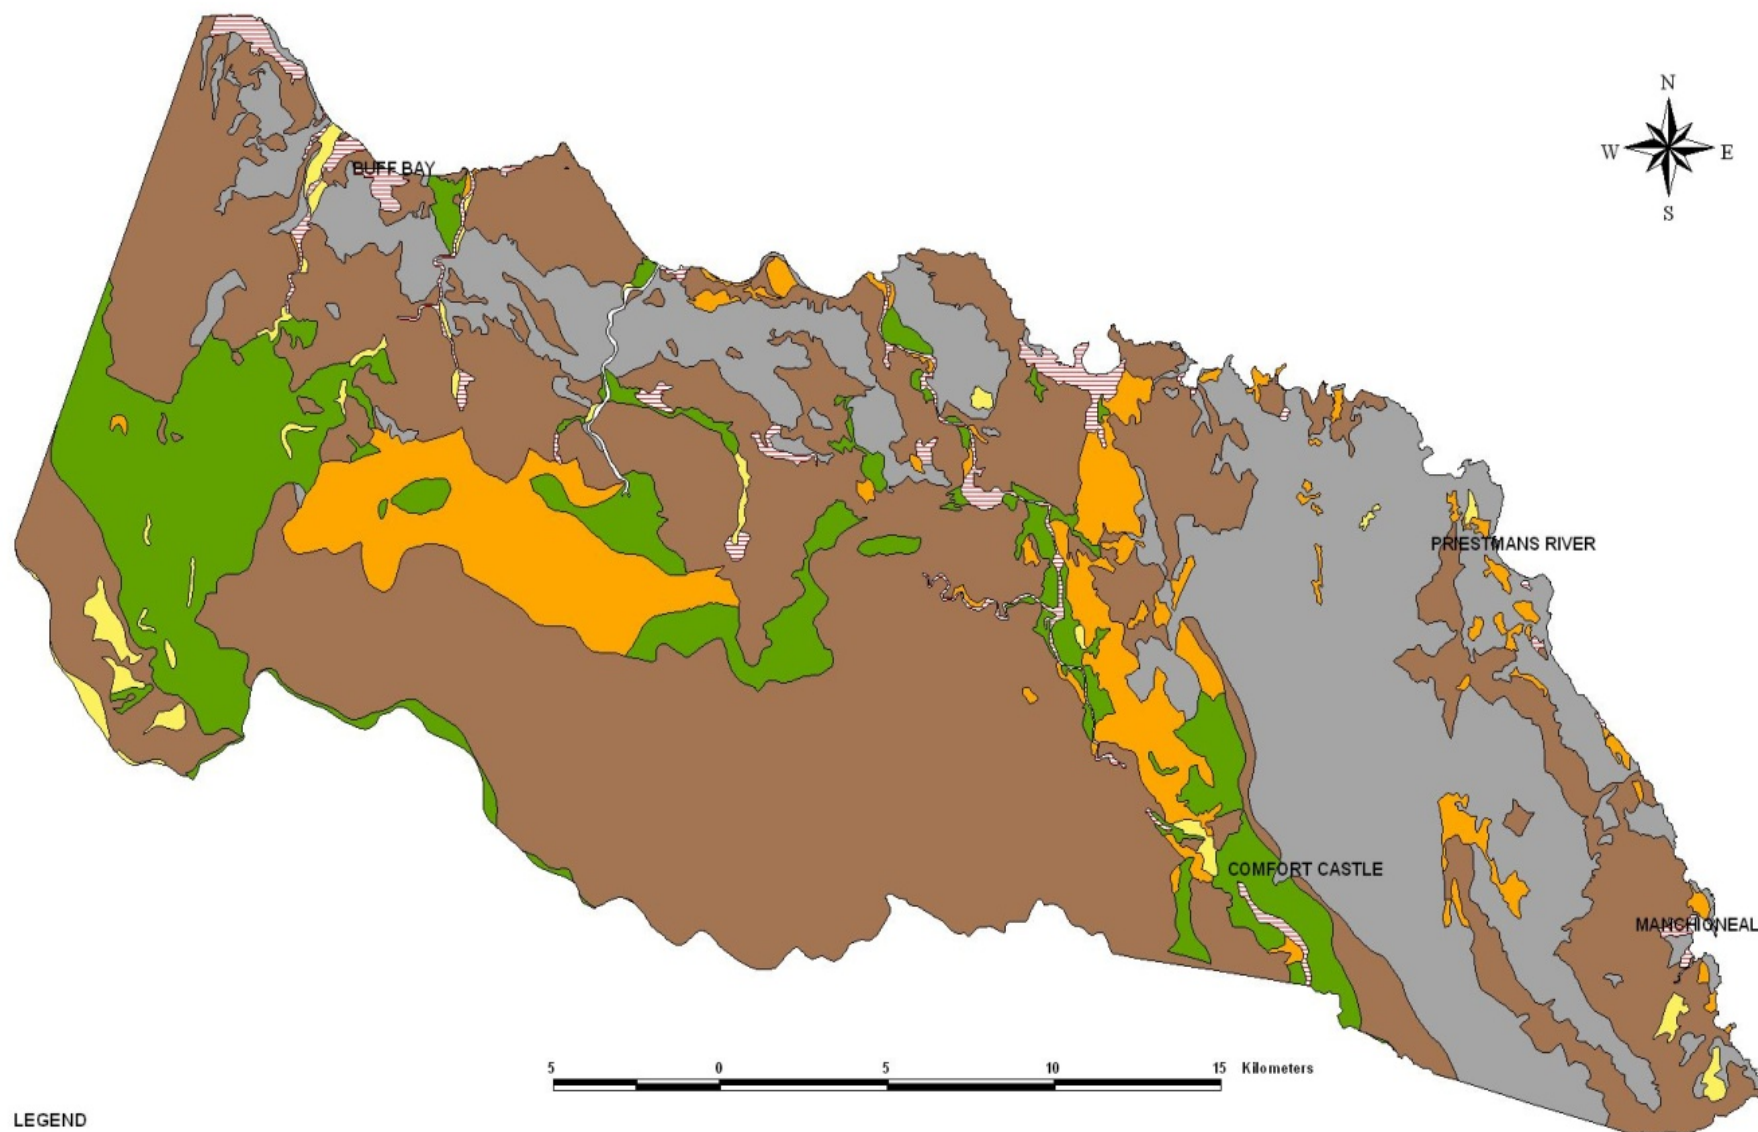 N
W E
S
BUFF BAY
PRIESTMANS RIVER
COMFORT CASTLE
MANCHIONEAL
5 0 5 10 15 Kilometers
LEGEND